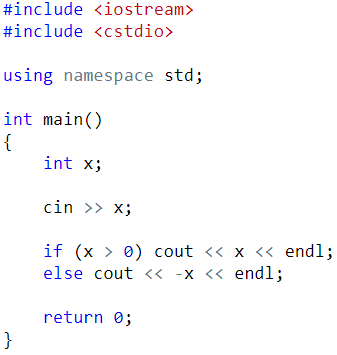 #include <iostream>
#include <cstdio>

using namespace std;

int main()
{
    int x;

    cin >> x;

    if (x > 0) cout << x << endl;
    else cout << -x << endl;

    return 0;
}